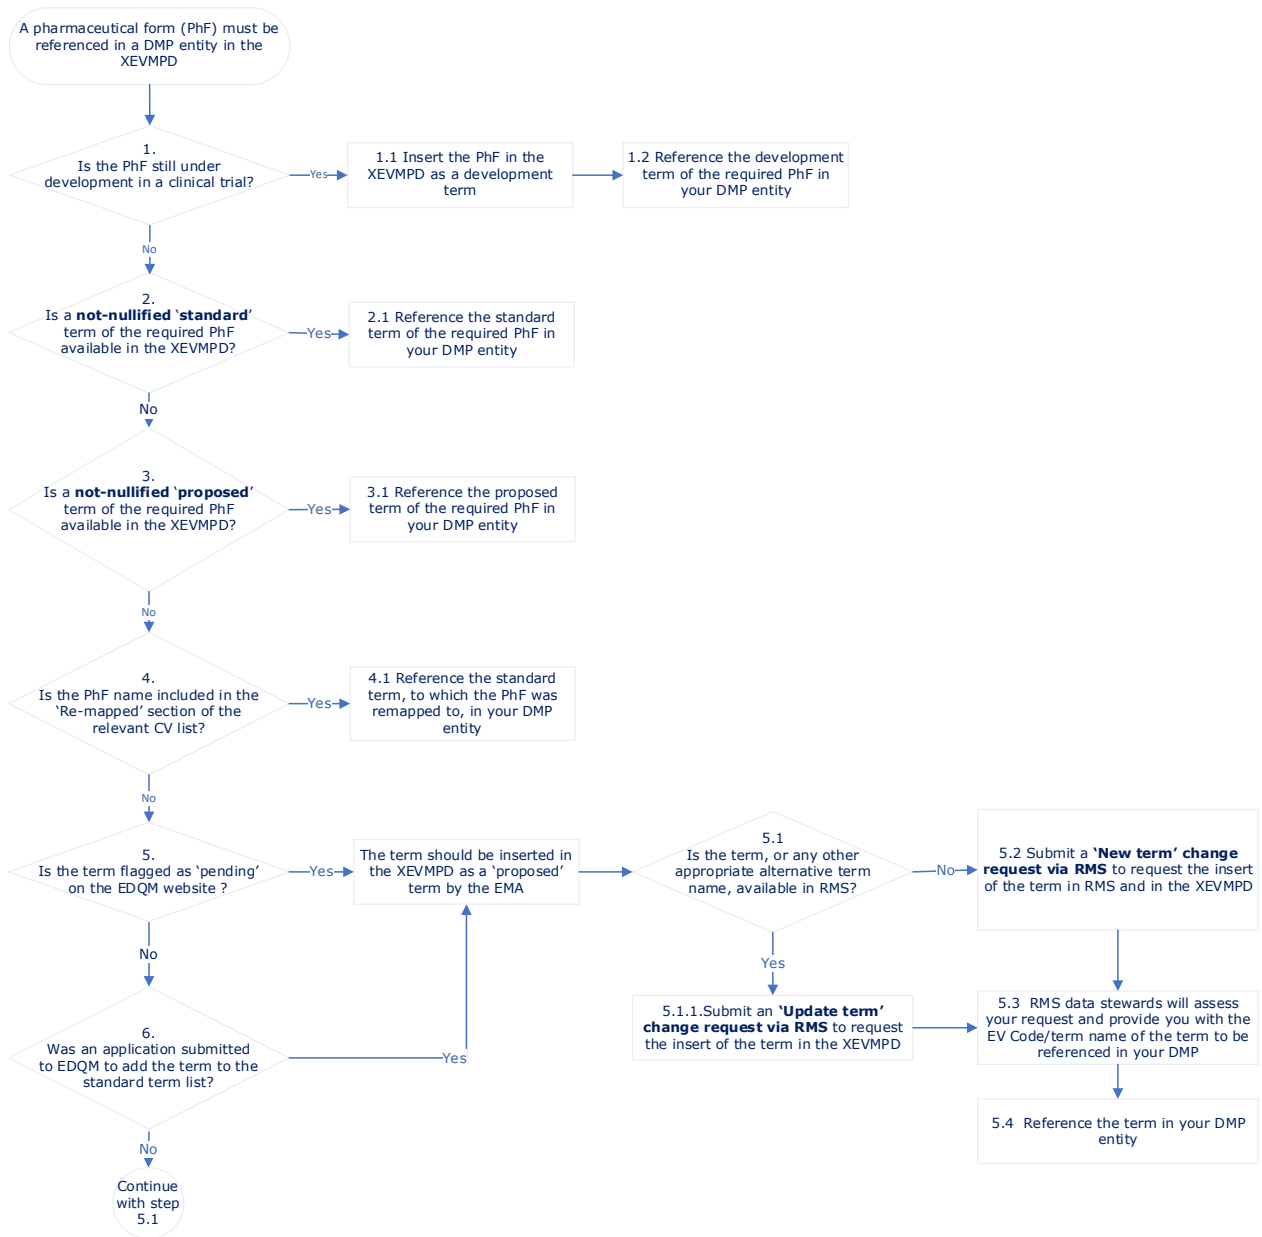 A pharmaceutical form (PhF) must be
referenced in a DMP entity in the
XEVMPD
1.
Is the PhF still under
development in a clinical trial?
Yes
1.1 Insert the PhF in the
XEVMPD as a development
term
1.2 Reference the development
term of the required PhF in
your DMP entity
No
2.
Is a not-nullified ‘standard’
term of the required PhF
available in the XEVMPD?
Yes
2.1 Reference the standard
term of the required PhF in
your DMP entity
No
3.
Is a not-nullified ‘proposed’
term of the required PhF
available in the XEVMPD?
Yes
3.1 Reference the proposed
term of the required PhF in
your DMP entity
No
4.
Is the PhF name included in the
‘Re-mapped’ section of the
relevant CV list?
Yes
4.1 Reference the standard
term, to which the PhF was
remapped to, in your DMP
entity
No
5.
Is the term flagged as ‘pending’
on the EDQM website ?
Yes
The term should be inserted in
the XEVMPD as a ‘proposed’
term by the EMA
5.1
Is the term, or any other
appropriate alternative term
name, available in RMS?
No
5.2 Submit a ‘New term’ change
request via RMS to request the insert
of the term in RMS and in the XEVMPD
Yes
5.1.1.Submit an ‘Update term’
change request via RMS to request
the insert of the term in the XEVMPD
5.3  RMS data stewards will assess
your request and provide you with the
EV Code/term name of the term to be
referenced in your DMP
5.4  Reference the term in your DMP
entity
No
6.
Was an application submitted
to EDQM to add the term to the
standard term list?
Yes
No
Continue
with step
5.1